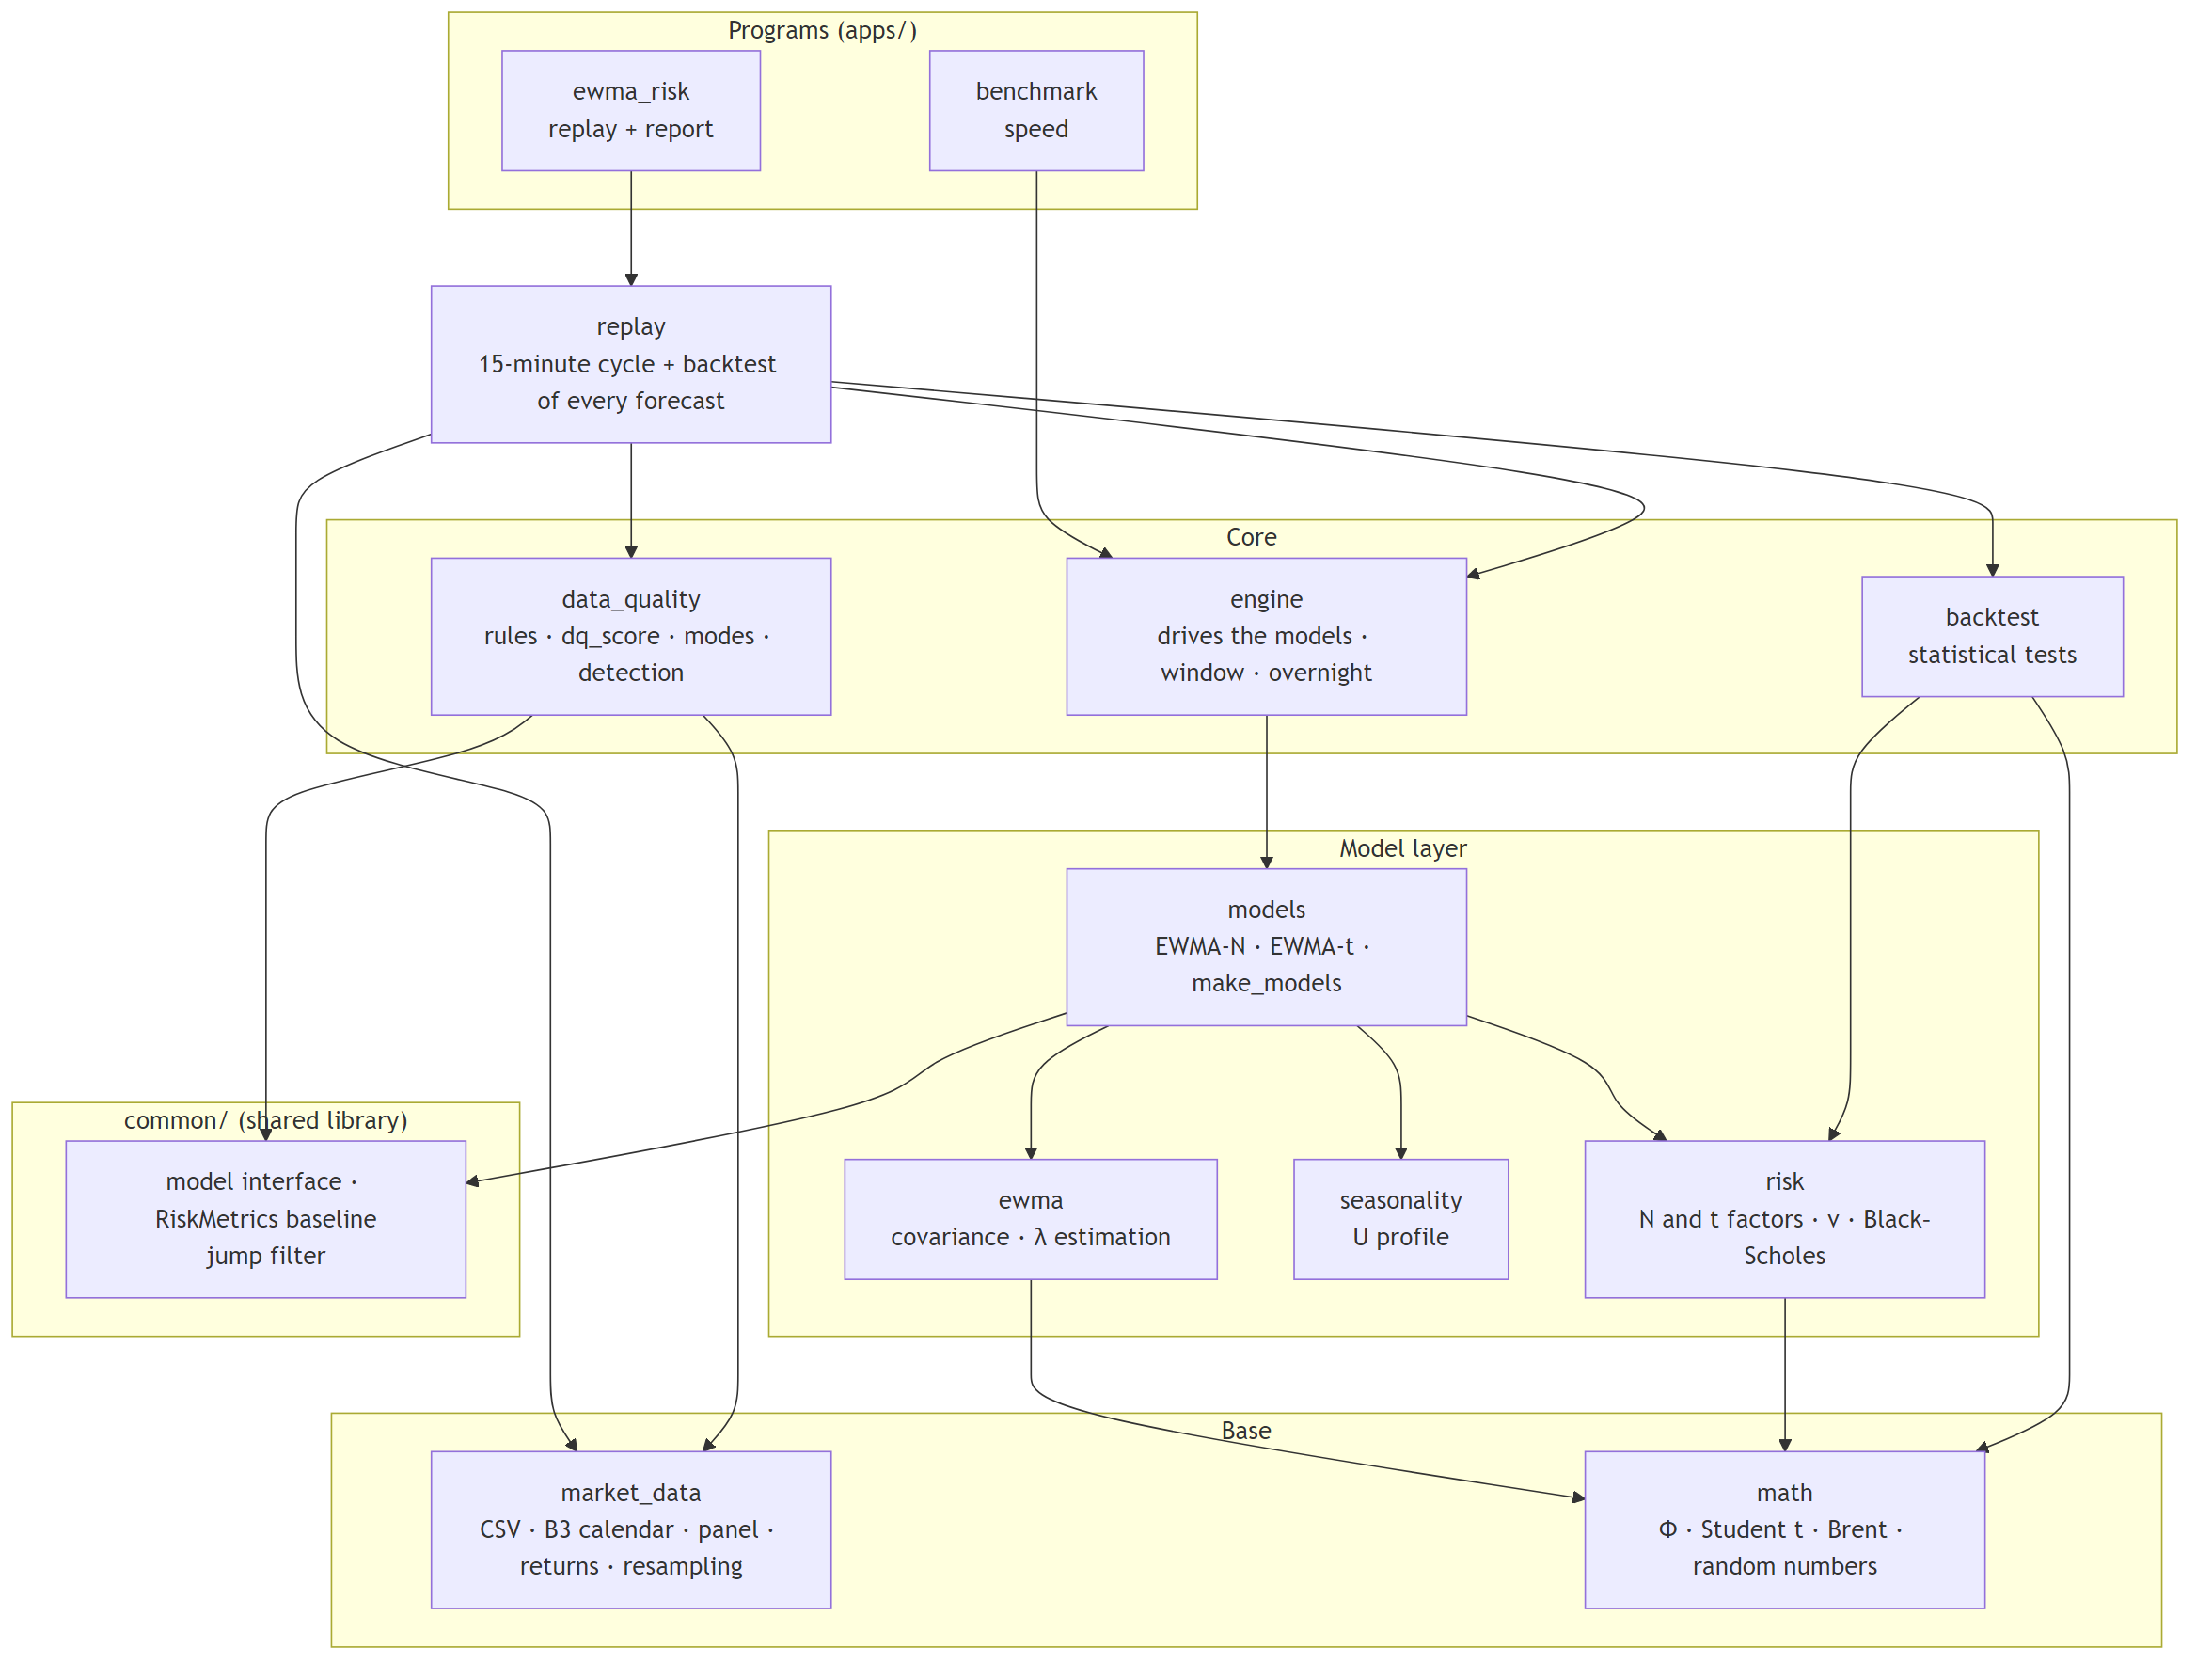 Programs (apps/)
ewma_risk
replay + report
benchmark
speed
replay
15-minute cycle + backtest
of every forecast
Core
data_quality
rules · dq_score · modes ·
detection
engine
drives the models ·
window · overnight
backtest
statistical tests
Model layer
models
EWMA-N · EWMA-t ·
make_models
common/ (shared library)
model interface ·
RiskMetrics baseline
jump filter
ewma
covariance · λ estimation
seasonality
U profile
risk
N and t factors · ν · Black-
Scholes
Base
market_data
CSV · B3 calendar · panel ·
returns · resampling
math
Φ · Student t · Brent ·
random numbers